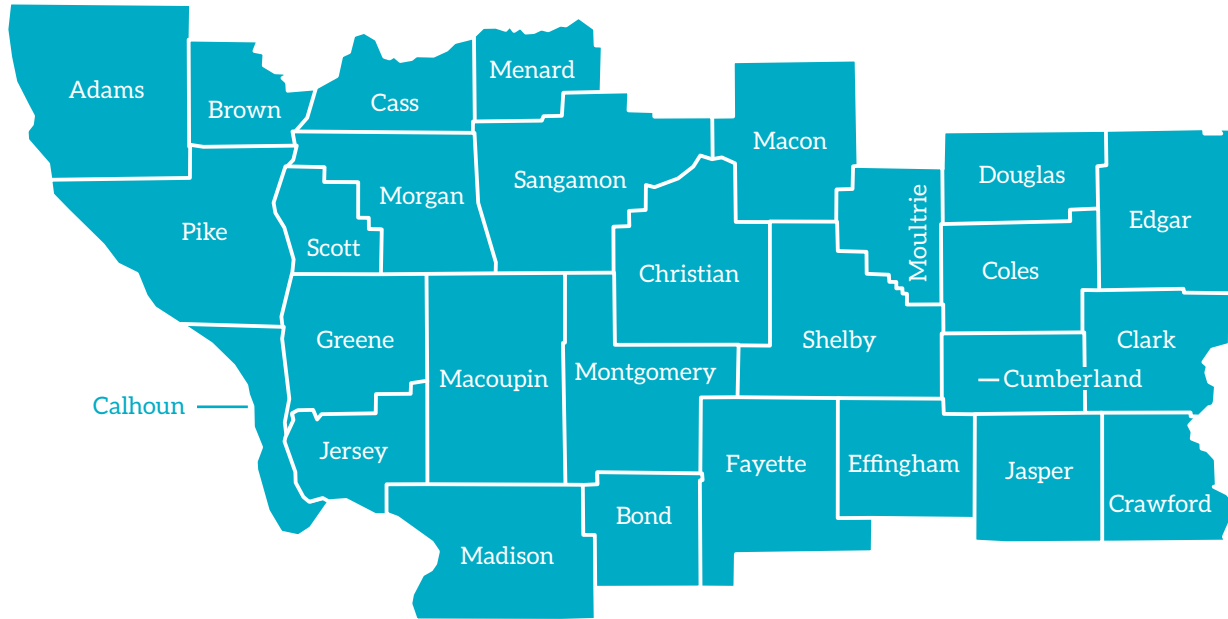 Adams
Brown
Cass
Menard
Macon
Sangamon
Morgan
Douglas
Edgar
Pike
Scott
Moultrie
Christian
Coles
Greene
Shelby
Clark
Macoupin
Montgomery
Cumberland
Calhoun
Jersey
Fayette
Effingham
Jasper
Crawford
Bond
Madison